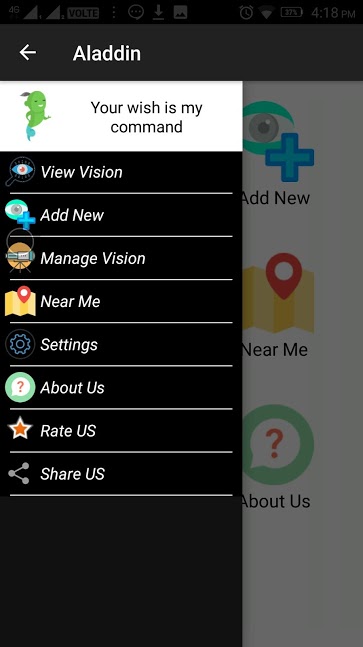 4G VOLTE 37% 4:18 PM
Aladdin
Your wish is my
command
View Vision
Add New
Manage Vision
Near Me
Settings
About Us
Rate US
Share US
Add New
Near Me
About Us